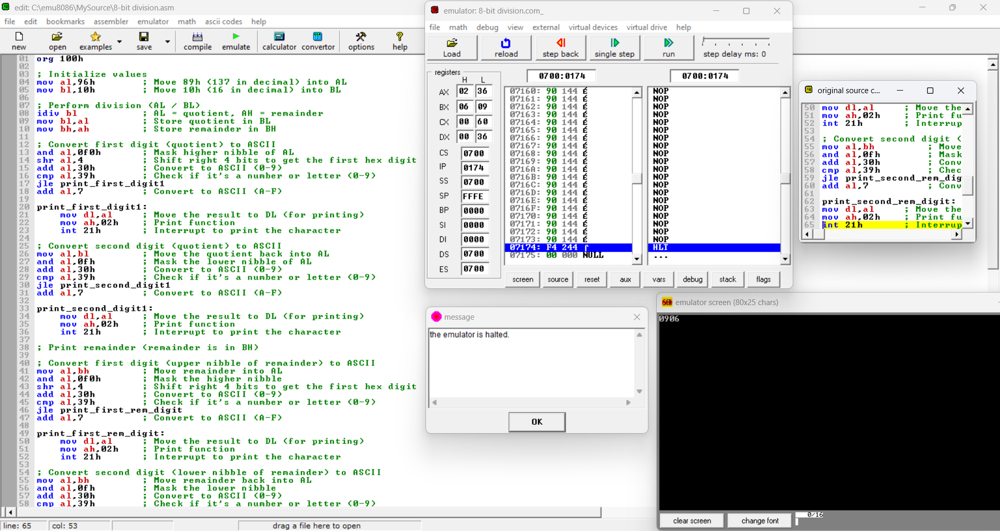 edit: C:\emu8086\MySource\8-bit division.asm
file edit bookmarks assembler emulator math ascii codes help
new open examples save compile emulate calculator convertor options help
01 org 100h
02
03 ; Initialize values
04 mov al,96h ; Move 89h (137 in decimal) into AL
05 mov bl,10h ; Move 10h (16 in decimal) into BL
06
07 ; Perform division (AL / BL)
08 idiv bl ; AL = quotient, AH = remainder
09 mov bl,al ; Store quotient in BL
10 mov bh,ah ; Store remainder in BH
11
12 ; Convert first digit (quotient) to ASCII
13 and al,0f0h ; Mask higher nibble of AL
14 shr al,4 ; Shift right 4 bits to get the first hex digit
15 add al,30h ; Convert to ASCII (0-9)
16 cmp al,39h ; Check if it's a number or letter (0-9)
17 jle print_first_digit1
18 add al,7 ; Convert to ASCII (A-F)
19
20 print_first_digit1:
21 mov dl,al ; Move the result to DL (for printing)
22 mov ah,02h ; Print function
23 int 21h ; Interrupt to print the character
24
25 ; Convert second digit (quotient) to ASCII
26 mov al,bl ; Move the quotient back into AL
27 and al,0fh ; Mask the lower nibble of AL
28 add al,30h ; Convert to ASCII (0-9)
29 cmp al,39h ; Check if it's a number or letter (0-9)
30 jle print_second_digit1
31 add al,7 ; Convert to ASCII (A-F)
32
33 print_second_digit1:
34 mov dl,al ; Move the result to DL (for printing)
35 mov ah,02h ; Print function
36 int 21h ; Interrupt to print the character
37
38 ; Print remainder (remainder is in BH)
39
40 ; Convert first digit (upper nibble of remainder) to ASCII
41 mov al,bh ; Move remainder into AL
42 and al,0f0h ; Mask the higher nibble
43 shr al,4 ; Shift right 4 bits to get the first hex digit
44 add al,30h ; Convert to ASCII (0-9)
45 cmp al,39h ; Check if it's a number or letter (0-9)
46 jle print_first_rem_digit
47 add al,7 ; Convert to ASCII (A-F)
48
49 print_first_rem_digit:
50 mov dl,al ; Move the result to DL (for printing)
51 mov ah,02h ; Print function
52 int 21h ; Interrupt to print the character
53
54 ; Convert second digit (lower nibble of remainder) to ASCII
55 mov al,bh ; Move remainder back into AL
56 and al,0fh ; Mask the lower nibble
57 add al,30h ; Convert to ASCII (0-9)
58 cmp al,39h ; Check if it's a number or letter (0-9)
line: 65 col: 53 drag a file here to open
emulator: 8-bit division.com_
file math debug view external virtual devices virtual drive help
Load reload step back single step run step delay ms: 0
registers
H L
AX 02 36
BX 06 09
CX 00 60
DX 00 36
CS 0700
IP 0174
SS 0700
SP FFFE
BP 0000
SI 0000
DI 0000
DS 0700
ES 0700
0700:0174 0700:0174
07160: 90 144 É NOP
07161: 90 144 É NOP
07162: 90 144 É NOP
07163: 90 144 É NOP
07164: 90 144 É NOP
07165: 90 144 É NOP
07166: 90 144 É NOP
07167: 90 144 É NOP
07168: 90 144 É NOP
07169: 90 144 É NOP
0716A: 90 144 É NOP
0716B: 90 144 É NOP
0716C: 90 144 É NOP
0716D: 90 144 É NOP
0716E: 90 144 É NOP
0716F: 90 144 É NOP
07170: 90 144 É NOP
07171: 90 144 É NOP
07172: 90 144 É NOP
07173: 90 144 É NOP
07174: F4 244 ⌠ HLT
07175: 00 000 NULL ...
screen source reset aux vars debug stack flags
original source c...
50 mov dl,al ; Move the
51 mov ah,02h ; Print fu
52 int 21h ; Interrup
53
54 ; Convert second digit (
55 mov al,bh ; Move
56 and al,0fh ; Mask
57 add al,30h ; Conv
58 cmp al,39h ; Chec
59 jle print_second_rem_dig
60 add al,7 ; Conv
61
62 print_second_rem_digit:
63 mov dl,al ; Move the
64 mov ah,02h ; Print fu
65 int 21h ; Interrup
message
the emulator is halted.
OK
SCR emulator screen (80x25 chars)
0906
clear screen change font 0/16